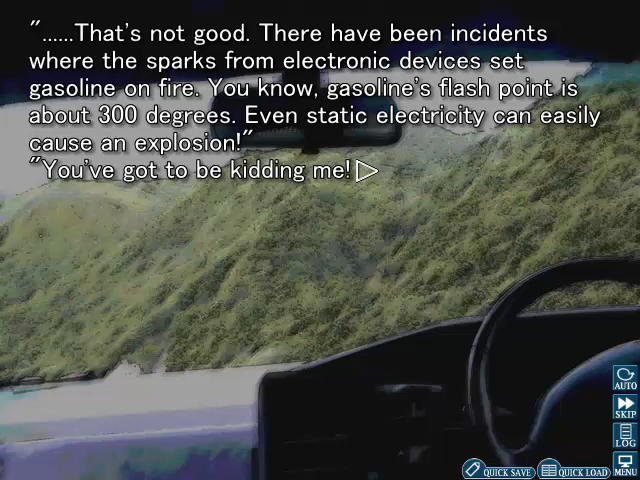 "......That's not good. There have been incidents
where the sparks from electronic devices set
gasoline on fire. You know, gasoline's flash point is
about 300 degrees. Even static electricity can easily
cause an explosion!"
"You've got to be kidding me!
AUTO
SKIP
LOG
MENU
QUICK SAVE
QUICK LOAD